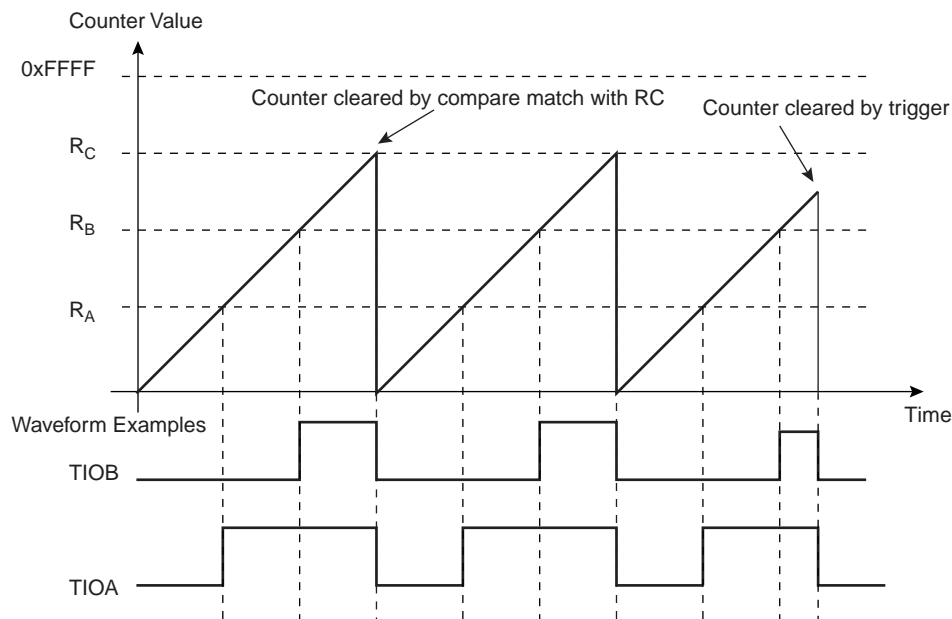 Counter Value
0xFFFF
Counter cleared by compare match with RC
Counter cleared by trigger
RC
RB
RA
Time
Waveform Examples
TIOB
TIOA